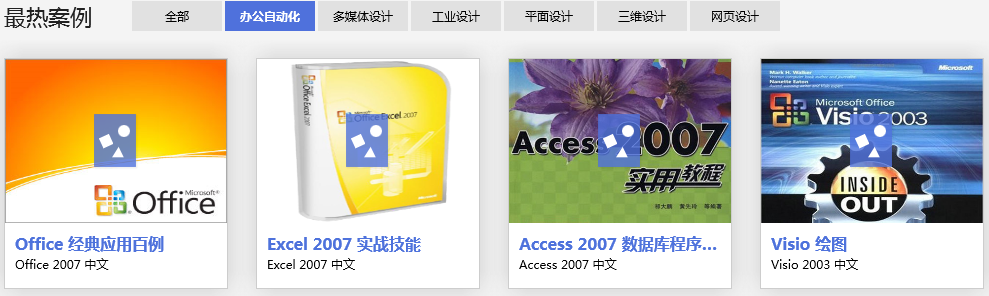 最热案例
全部
办公自动化
多媒体设计
工业设计
平面设计
三维设计
网页设计
Microsoft®
Office
Office 经典应用百例
Office 2007 中文
Office Excel 2007
Microsoft
Excel 2007 实战技能
Excel 2007 中文
Access 2007
实用教程
Access 2007 数据库程序...
Access 2007 中文
Microsoft
Mark H. Walker
Nanette Eaton
Microsoft Office
Visio 2003
INSIDE
OUT
Visio 绘图
Visio 2003 中文